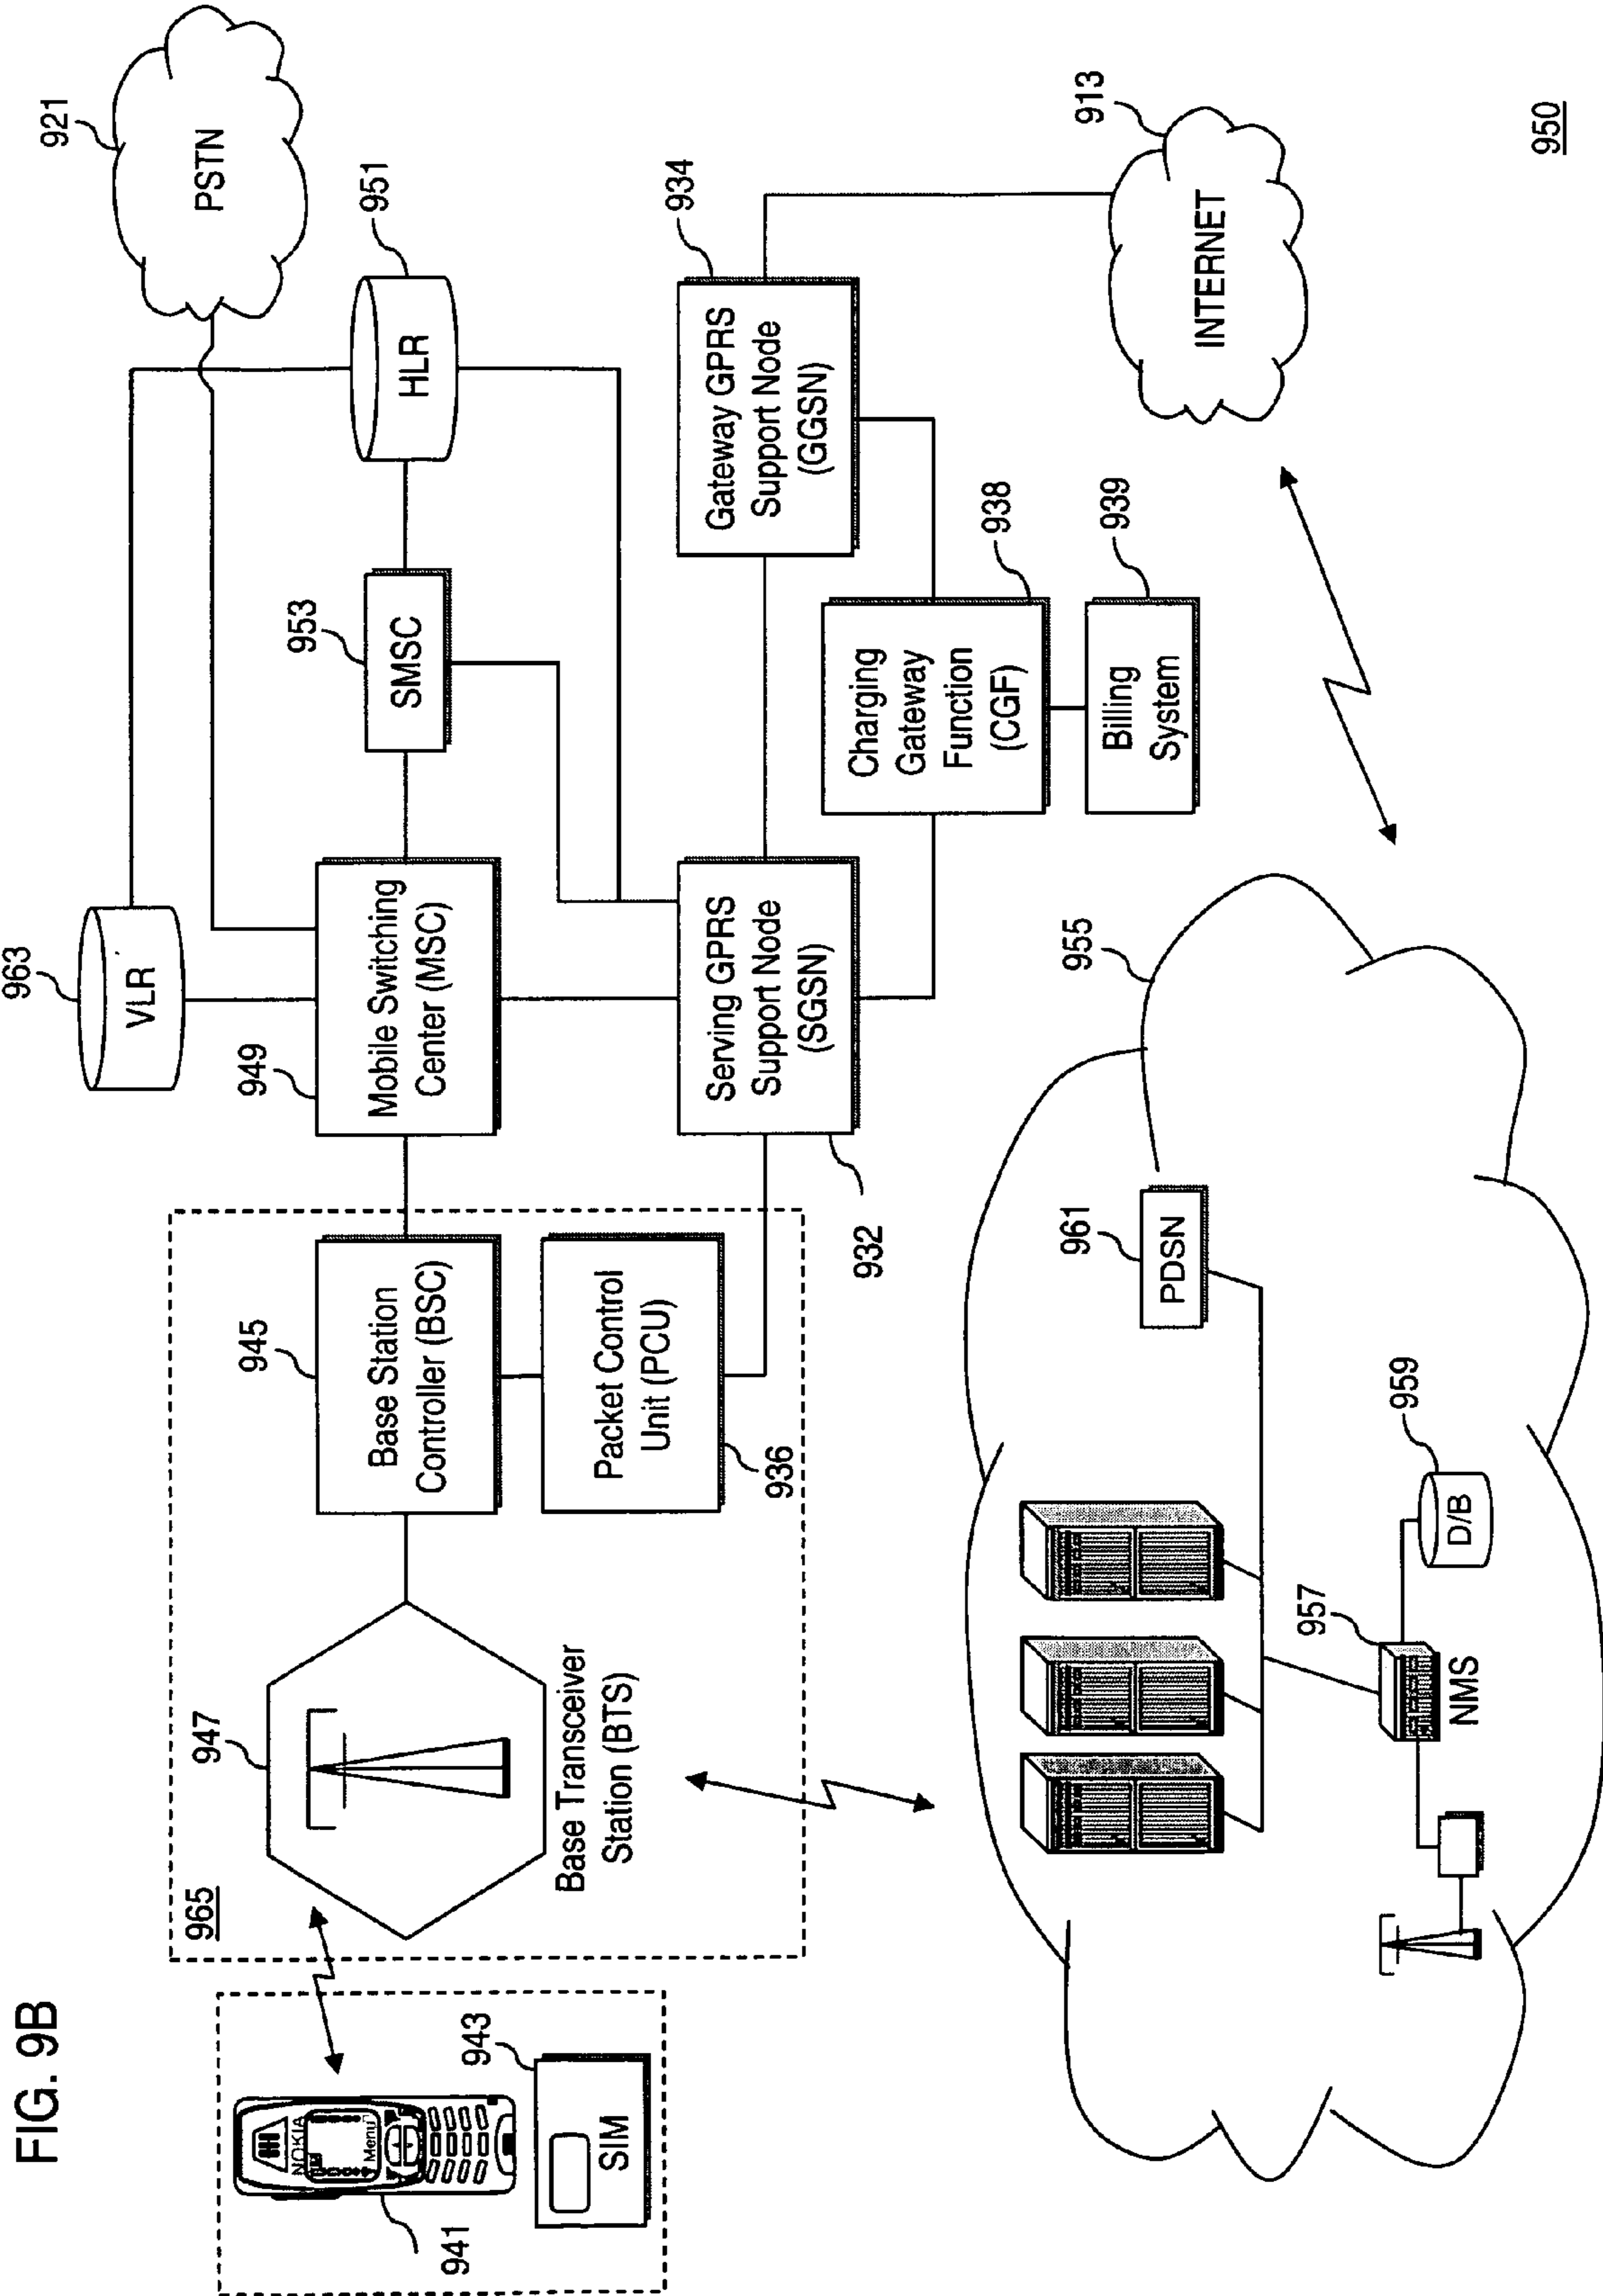 FIG. 9B
963
VLR
921
PSTN
947
965
Base Transceiver
Station (BTS)
945
Base Station
Controller (BSC)
949
Mobile Switching
Center (MSC)
953
SMSC
951
HLR
NOKIA
Menu
941
943
SIM
Packet Control
Unit (PCU)
936
Serving GPRS
Support Node
(SGSN)
932
Gateway GPRS
Support Node
(GGSN)
934
Charging
Gateway
Function
(CGF)
938
Billing
System
939
913
INTERNET
955
961
PDSN
957
NMS
959
D/B
950